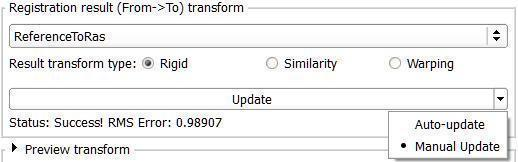 Registration result (From->To) transform
ReferenceToRas
Result transform type: Rigid Similarity Warping
Update
Status: Success! RMS Error: 0.98907
Auto-update
Manual Update
Preview transform